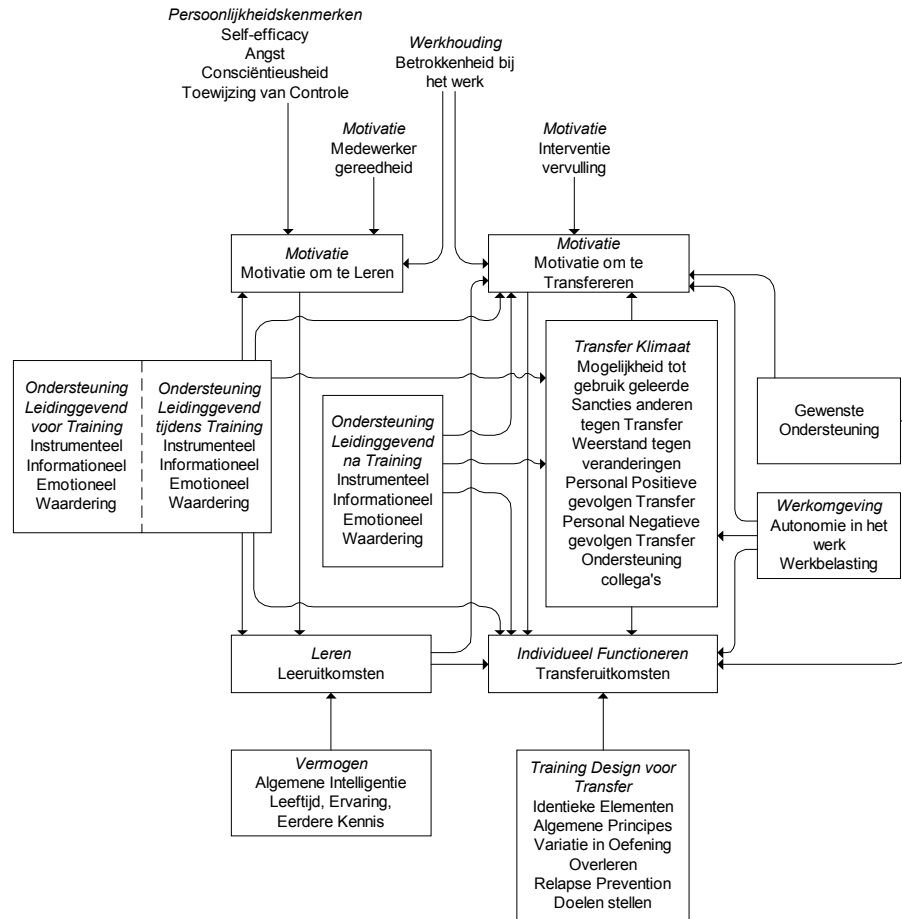 Persoonlijkheidskenmerken
Self-efficacy
Angst
Consciëntieusheid
Toewijzing van Controle
Werkhouding
Betrokkenheid bij
het werk
Motivatie
Medewerker
gereedheid
Motivatie
Interventie
vervulling
Motivatie
Motivatie om te Leren
Motivatie
Motivatie om te
Transfereren
Ondersteuning
Leidinggevend
voor Training
Instrumenteel
Informationeel
Emotioneel
Waardering
Ondersteuning
Leidinggevend
tijdens Training
Instrumenteel
Informationeel
Emotioneel
Waardering
Ondersteuning
Leidinggevend
na Training
Instrumenteel
Informationeel
Emotioneel
Waardering
Transfer Klimaat
Mogelijkheid tot
gebruik geleerde
Sancties anderen
tegen Transfer
Weerstand tegen
veranderingen
Personal Positieve
gevolgen Transfer
Personal Negatieve
gevolgen Transfer
Ondersteuning
collega's
Gewenste
Ondersteuning
Werkomgeving
Autonomie in het
werk
Werkbelasting
Leren
Leeruitkomsten
Individueel Functioneren
Transferuitkomsten
Vermogen
Algemene Intelligentie
Leeftijd, Ervaring,
Eerdere Kennis
Training Design voor
Transfer
Identieke Elementen
Algemene Principes
Variatie in Oefening
Overleren
Relapse Prevention
Doelen stellen